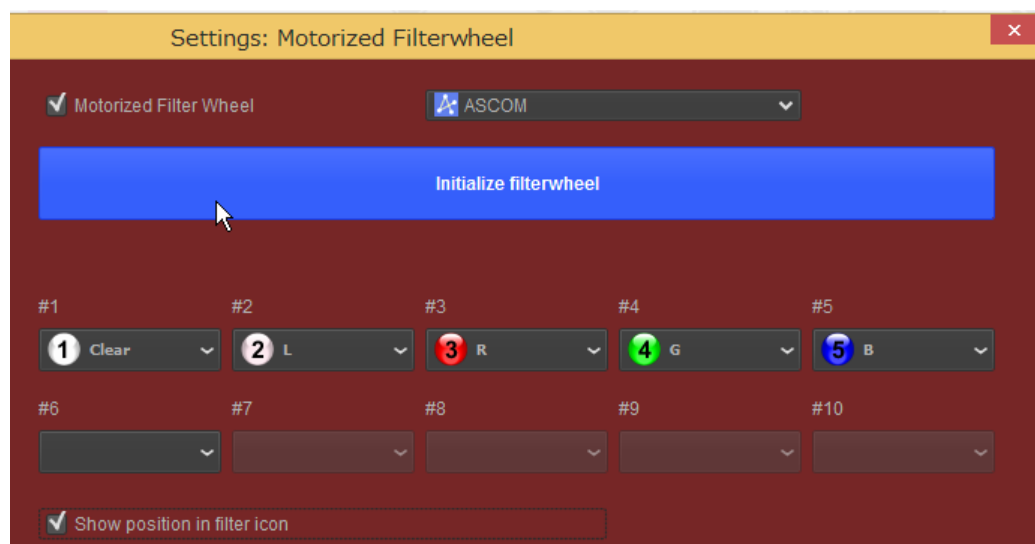 Settings: Motorized Filterwheel
Motorized Filter Wheel ASCOM
Initialize filterwheel
#1 #2 #3 #4 #5
1 Clear 2 L 3 R 4 G 5 B
#6 #7 #8 #9 #10
Show position in filter icon